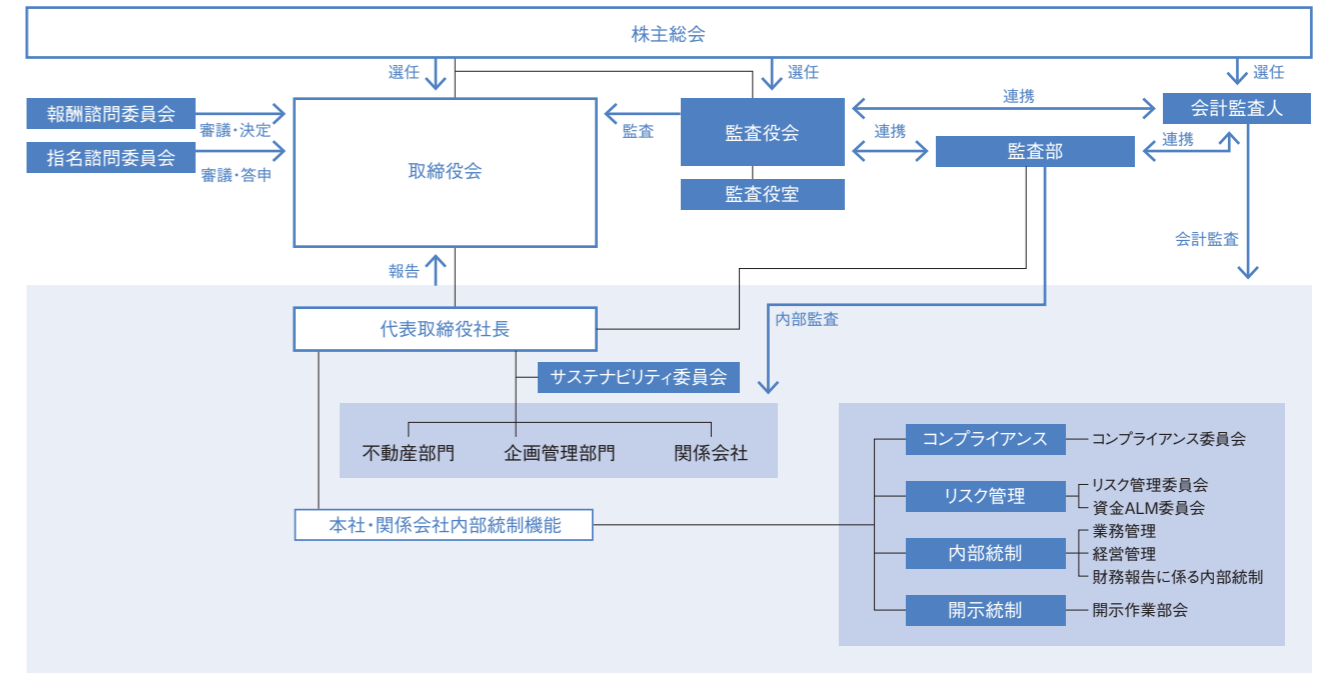 株主総会
選任
選任
選任
報酬諮問委員会
審議・決定
指名諮問委員会
審議・答申
取締役会
監査
監査役会
監査役室
連携
連携
監査部
連携
会計監査人
会計監査
報告
代表取締役社長
内部監査
サステナビリティ委員会
不動産部門
企画管理部門
関係会社
本社・関係会社内部統制機能
コンプライアンス
コンプライアンス委員会
リスク管理
リスク管理委員会
資金ALM委員会
内部統制
業務管理
経営管理
財務報告に係る内部統制
開示統制
開示作業部会